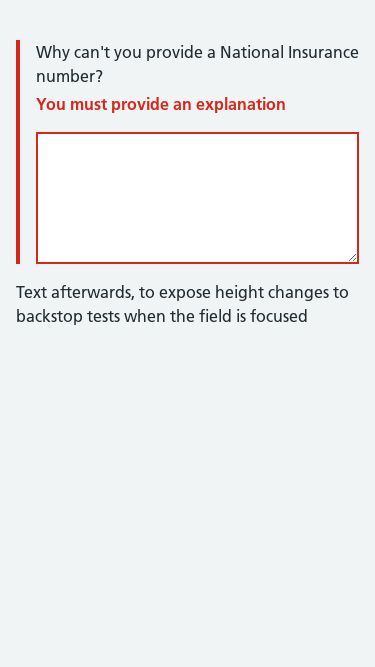 Why can't you provide a National Insurance
number?
You must provide an explanation
Text afterwards, to expose height changes to
backstop tests when the field is focused